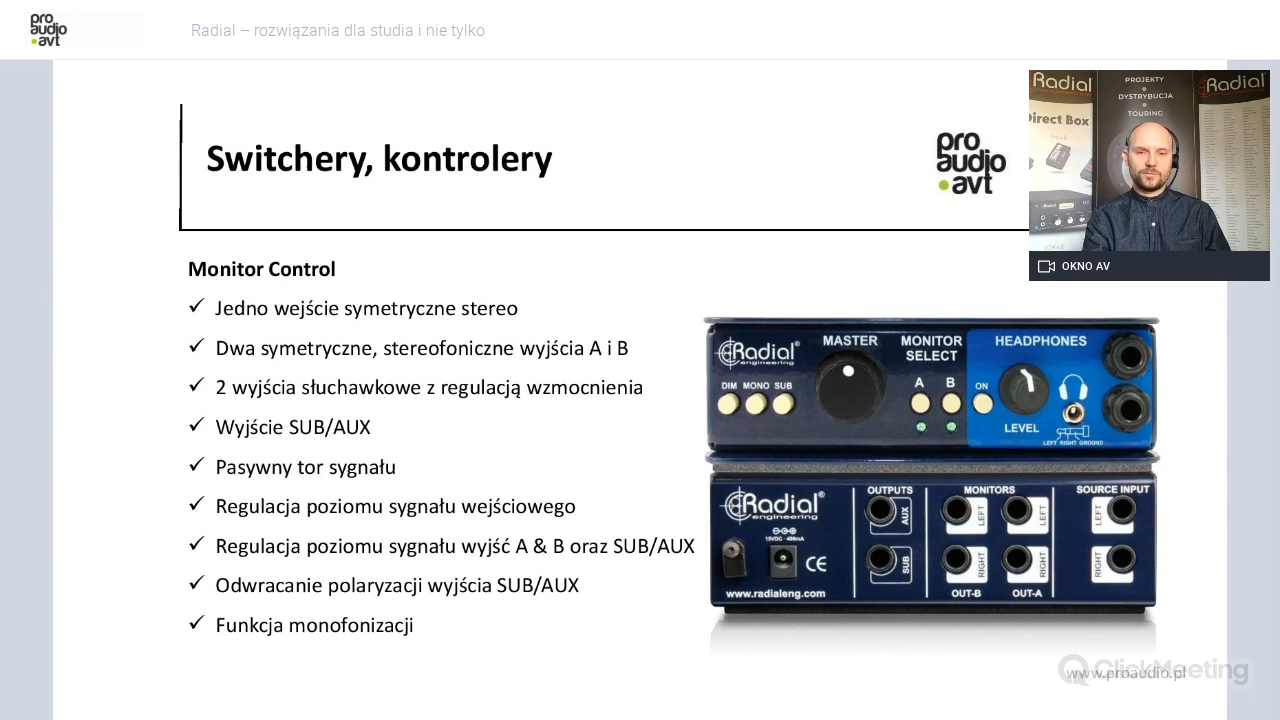 pro
audio
.avt
Radial – rozwiązania dla studia i nie tylko
Switchery, kontrolery
pro
audio
.avt
Radial
Radial
PROJEKTY
DYSTRYBUCJA
TOURING
Direct Box
OKNO AV
Monitor Control
✓ Jedno wejście symetryczne stereo
✓ Dwa symetryczne, stereofoniczne wyjścia A i B
✓ 2 wyjścia słuchawkowe z regulacją wzmocnienia
✓ Wyjście SUB/AUX
✓ Pasywny tor sygnału
✓ Regulacja poziomu sygnału wejściowego
✓ Regulacja poziomu sygnału wyjść A & B oraz SUB/AUX
✓ Odwracanie polaryzacji wyjścia SUB/AUX
✓ Funkcja monofonizacji
Radial®
engineering
MASTER
MONITOR
SELECT
HEADPHONES
DIM MONO SUB
A B
ON
LEVEL
LEFT RIGHT GROUND
Radial®
engineering
OUTPUTS
MONITORS
SOURCE INPUT
AUX
LEFT
LEFT
LEFT
15VDC 400mA
CE
SUB
RIGHT
RIGHT
RIGHT
www.radialeng.com
OUT-B
OUT-A
ClickMeeting
www.proaudio.pl